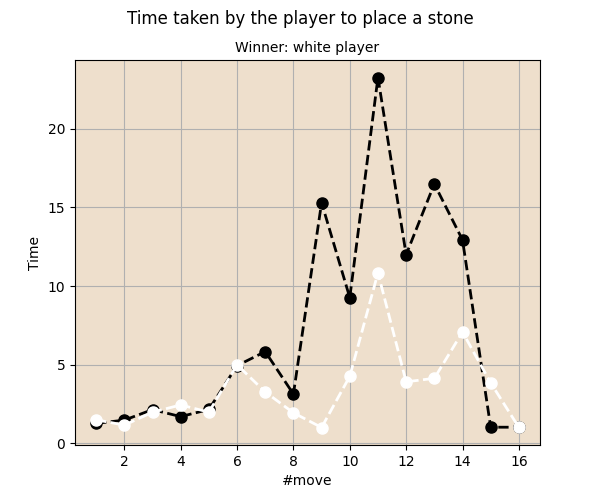 Time taken by the player to place a stone
Winner: white player
20
15
10
5
0
Time
2 4 6 8 10 12 14 16
#move